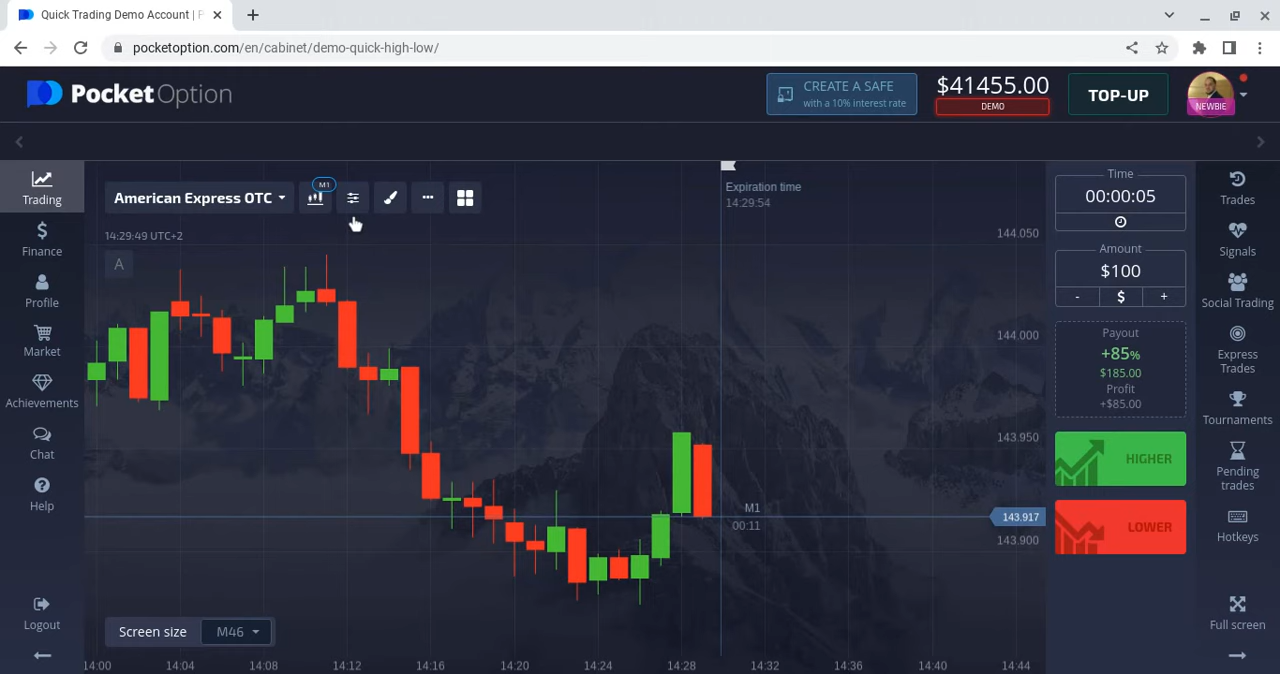 Quick Trading Demo Account | P
pocketoption.com/en/cabinet/demo-quick-high-low/
PocketOption
CREATE A SAFE
with a 10% interest rate
$41455.00
DEMO
TOP-UP
NEWBIE
Trading
Finance
Profile
Market
Achievements
Chat
Help
Logout
American Express OTC
M1
14:29:49 UTC+2
A
Expiration time
14:29:54
144.050
144.000
143.950
143.917
143.900
M1
00:11
Screen size
M46
14:00
14:04
14:08
14:12
14:16
14:20
14:24
14:28
14:32
14:36
14:40
14:44
Time
00:00:05
Amount
$100
-
$
+
Payout
+85%
$185.00
Profit
+$85.00
HIGHER
LOWER
Trades
Signals
Social Trading
Express
Trades
Tournaments
Pending
trades
Hotkeys
Full screen